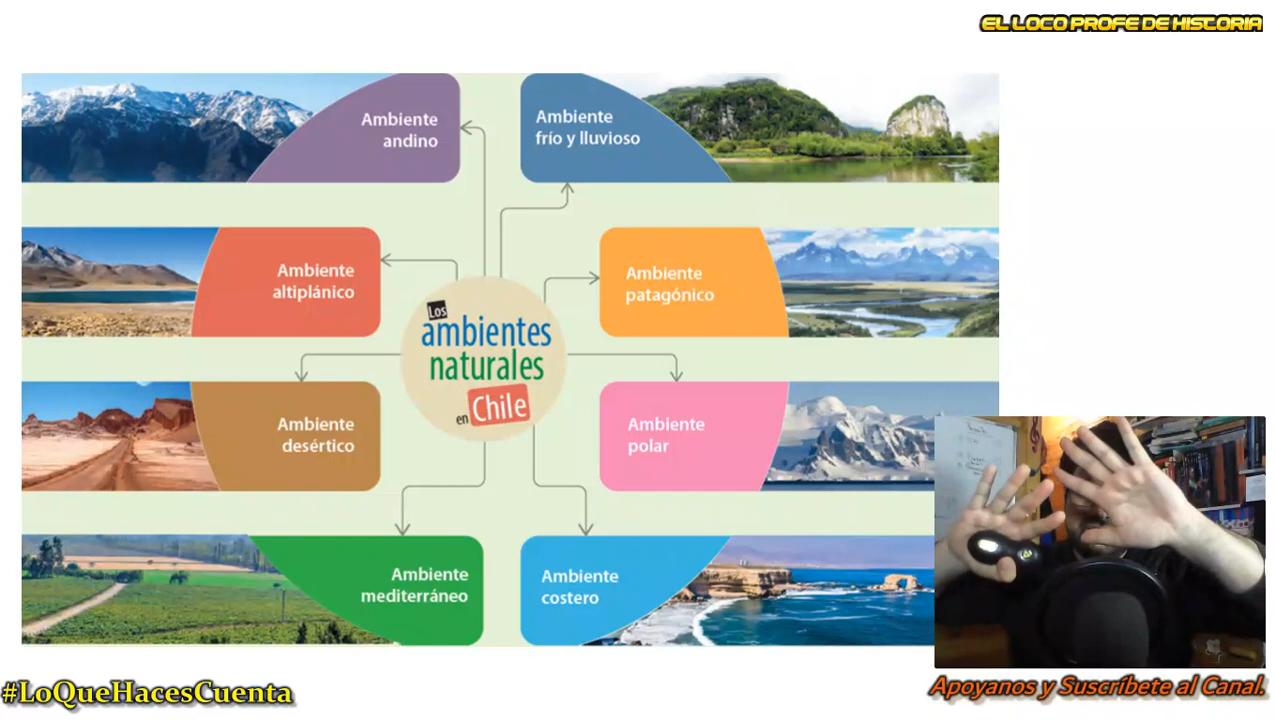 EL LOCO PROFE DE HISTORIA
Ambiente
andino
Ambiente
frío y lluvioso
Ambiente
altiplánico
Ambiente
patagónico
Los
ambientes
naturales
en Chile
Ambiente
desértico
Ambiente
polar
Ambiente
mediterráneo
Ambiente
costero
#LoQueHacesCuenta
Apoyanos y Suscríbete al Canal.